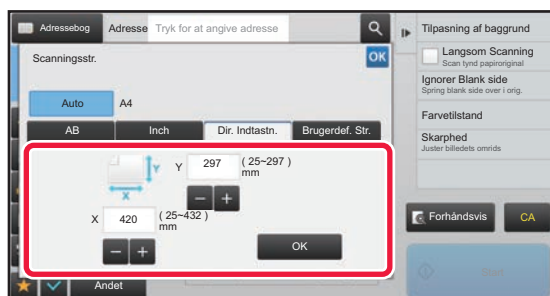 Adressebog
Adresse
Tryk for at angive adresse
Scanningsstr.
OK
Auto
A4
AB
Inch
Dir. Indtastn.
Brugerdef. Str.
Y
X
Y
297
( 25~297 )
mm
X
420
( 25~432 )
mm
OK
Andet
Tilpasning af baggrund
Langsom Scanning
Scan tynd papiroriginal
Ignorer Blank side
Spring blank side over i orig.
Farvetilstand
Skarphed
Juster billedets omrids
Forhåndsvis
CA
Start